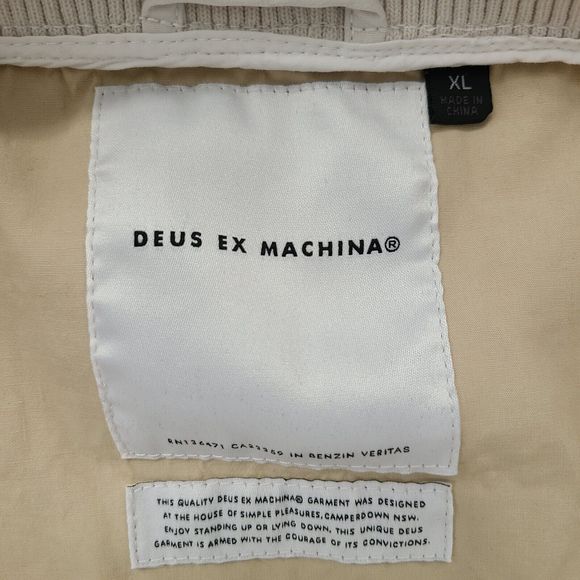 XL
MADE IN
CHINA
DEUS EX MACHINA®
RN136471 CA33369 IN BENZIN VERITAS
THIS QUALITY DEUS EX MACHINA® GARMENT WAS DESIGNED
AT THE HOUSE OF SIMPLE PLEASURES, CAMPERDOWN NSW.
ENJOY STANDING UP OR LYING DOWN. THIS UNIQUE DEUS
GARMENT IS ARMED WITH THE COURAGE OF ITS CONVICTIONS.